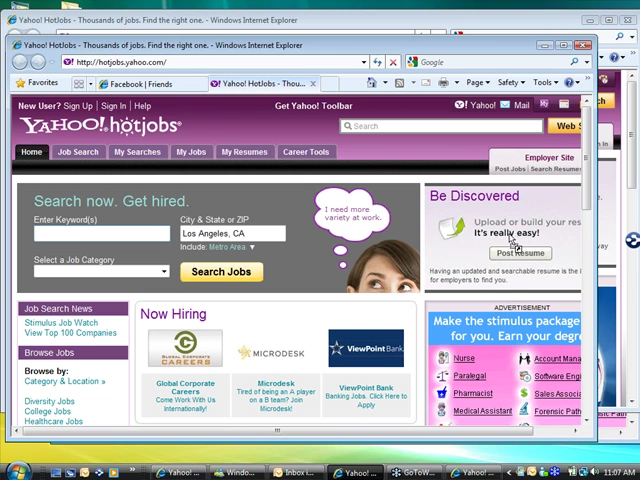 Yahoo! HotJobs - Thousands of jobs. Find the right one. - Windows Internet Explorer
Yahoo! HotJobs - Thousands of jobs. Find the right one. - Windows Internet Explorer
http://hotjobs.yahoo.com/
Google
Favorites
Facebook | Friends
Yahoo! HotJobs - Thou...
Page
Safety
Tools
New User? Sign Up | Sign In | Help
Get Yahoo! Toolbar
Yahoo!
Mail
YAHOO! hotjobs
Search
Web S
Home
Job Search
My Searches
My Jobs
My Resumes
Career Tools
Employer Site
Post Jobs | Search Resumes
Search now. Get hired.
Enter Keyword(s)
City & State or ZIP
Los Angeles, CA
Include: Metro Area
Select a Job Category
Search Jobs
I need more
variety at work.
Be Discovered
Upload or build your res
It's really easy!
Post Resume
Having an updated and searchable resume is the
for employers to find you.
Job Search News
Stimulus Job Watch
View Top 100 Companies
Browse Jobs
Browse by:
Category & Location »
Diversity Jobs
College Jobs
Healthcare Jobs
Now Hiring
GLOBAL CORPORATE
CAREERS
MICRODESK
ViewPoint Bank
Global Corporate
Careers
Come Work With Us
Internationally!
Microdesk
Tired of being an A player
on a B team? Join
Microdesk!
ViewPoint Bank
Banking Jobs. Click Here to
Apply
ADVERTISEMENT
Make the stimulus package
for you. Earn your degre
Nurse
Account Mana
Paralegal
Software Engi
Pharmacist
Sales Associ
Medical Assistant
Forensic Path
Yahoo! ...
Window...
Inbox i...
Yahoo! ...
GoToW...
Yahoo! ...
11:07 AM